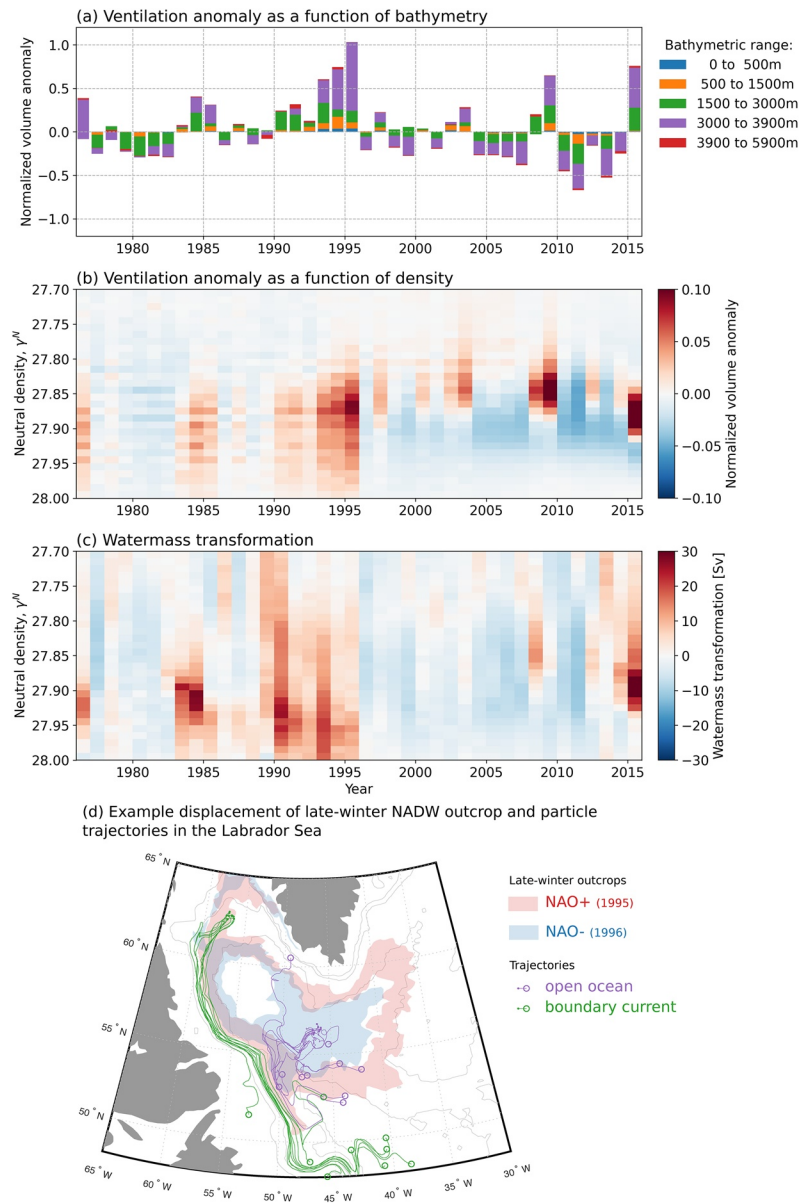 (a) Ventilation anomaly as a function of bathymetry
Normalized volume anomaly
1.0
0.5
0.0
−0.5
−1.0
1980 1985 1990 1995 2000 2005 2010 2015
Bathymetric range:
0 to 500m
500 to 1500m
1500 to 3000m
3000 to 3900m
3900 to 5900m
(b) Ventilation anomaly as a function of density
Neutral density, γᴺ
27.70
27.75
27.80
27.85
27.90
27.95
28.00
1980 1985 1990 1995 2000 2005 2010 2015
0.10
0.05
0.00
−0.05
−0.10
Normalized volume anomaly
(c) Watermass transformation
Neutral density, γᴺ
27.70
27.75
27.80
27.85
27.90
27.95
28.00
1980 1985 1990 1995 2000 2005 2010 2015
Year
30
20
10
0
−10
−20
−30
Watermass transformation [Sv]
(d) Example displacement of late-winter NADW outcrop and particle
trajectories in the Labrador Sea
65°N
60°N
55°N
50°N
65°W
60°W
55°W
50°W
45°W
40°W
35°W
30°W
Late-winter outcrops
NAO+ (1995)
NAO- (1996)
Trajectories
open ocean
boundary current